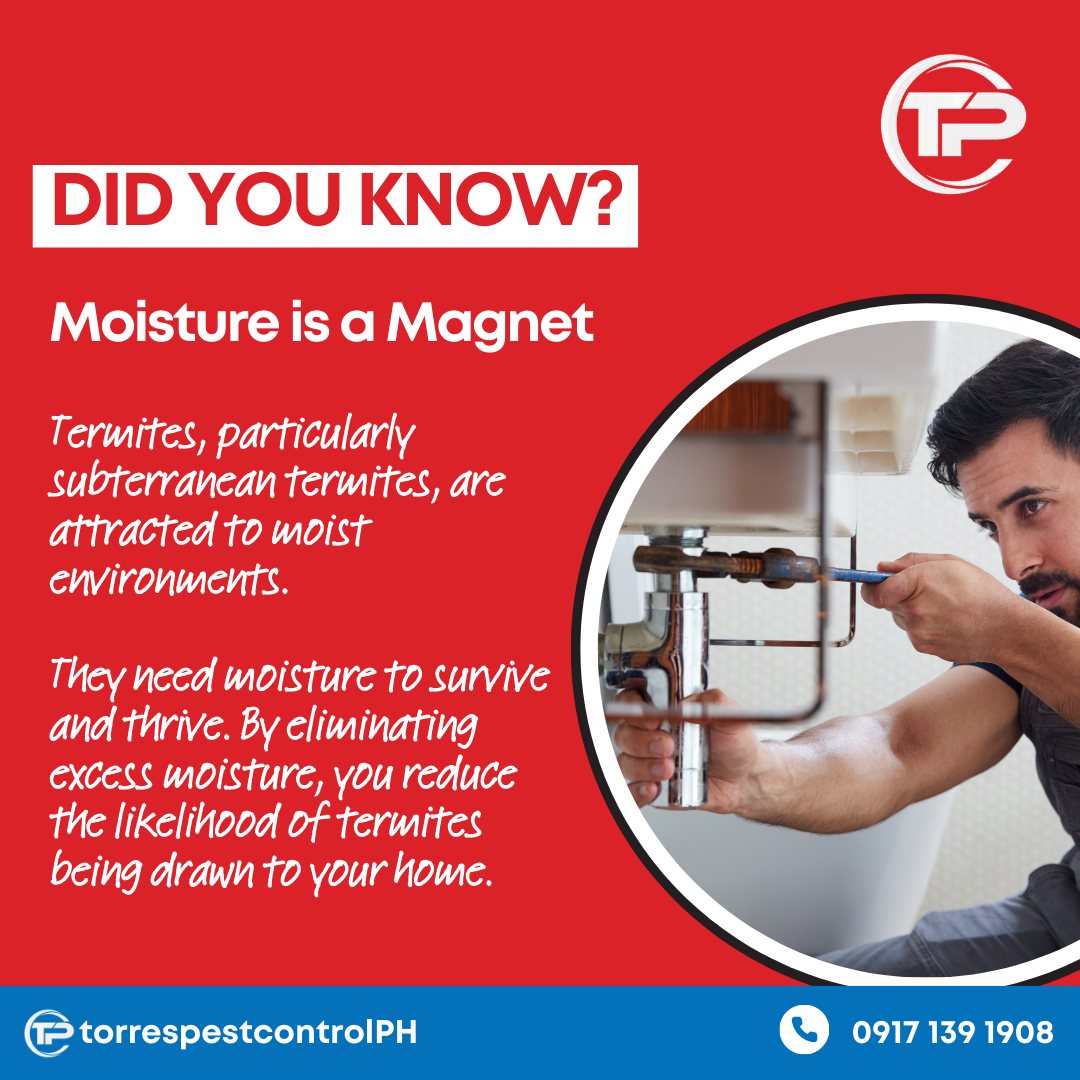 TP
DID YOU KNOW?
Moisture is a Magnet
Termites, particularly
subterranean termites, are
attracted to moist
environments.
They need moisture to survive
and thrive. By eliminating
excess moisture, you reduce
the likelihood of termites
being drawn to your home.
TP torrespestcontrolPH
0917 139 1908